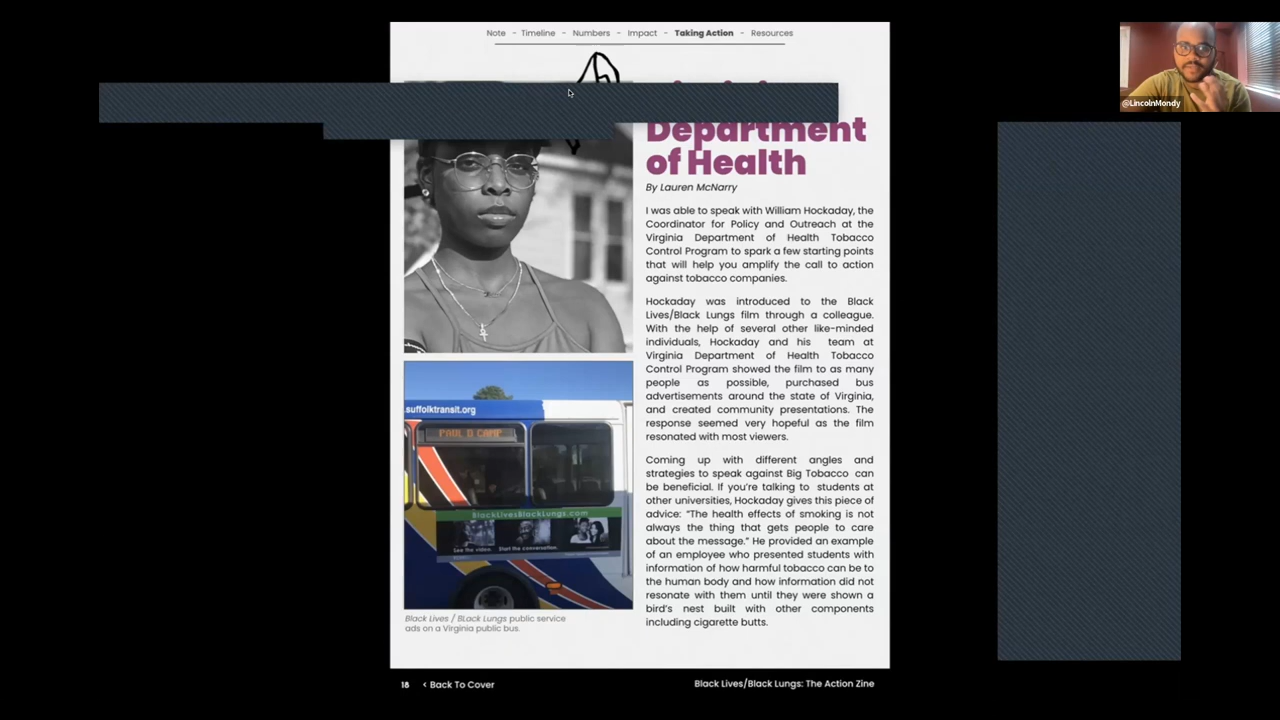 Note - Timeline - Numbers - Impact - Taking Action - Resources
@LincolnMondy
Department
of Health
By Lauren McNarry
I was able to speak with William Hockaday, the
Coordinator for Policy and Outreach at the
Virginia Department of Health Tobacco
Control Program to spark a few starting points
that will help you amplify the call to action
against tobacco companies.
Hockaday was introduced to the Black
Lives/Black Lungs film through a colleague.
With the help of several other like-minded
individuals, Hockaday and his team at
Virginia Department of Health Tobacco
Control Program showed the film to as many
people as possible, purchased bus
advertisements around the state of Virginia,
and created community presentations. The
response seemed very hopeful as the film
resonated with most viewers.
Coming up with different angles and
strategies to speak against Big Tobacco can
be beneficial. If you're talking to students at
other universities, Hockaday gives this piece of
advice: "The health effects of smoking is not
always the thing that gets people to care
about the message." He provided an example
of an employee who presented students with
information of how harmful tobacco can be to
the human body and how information did not
resonate with them until they were shown a
bird's nest built with other components
including cigarette butts.
.suffolktransit.org
PAUL D CAMP
BlackLivesBlackLungs.com
See the video. Start the conversation.
Black Lives / BLack Lungs public service
ads on a Virginia public bus.
18 < Back To Cover
Black Lives/Black Lungs: The Action Zine